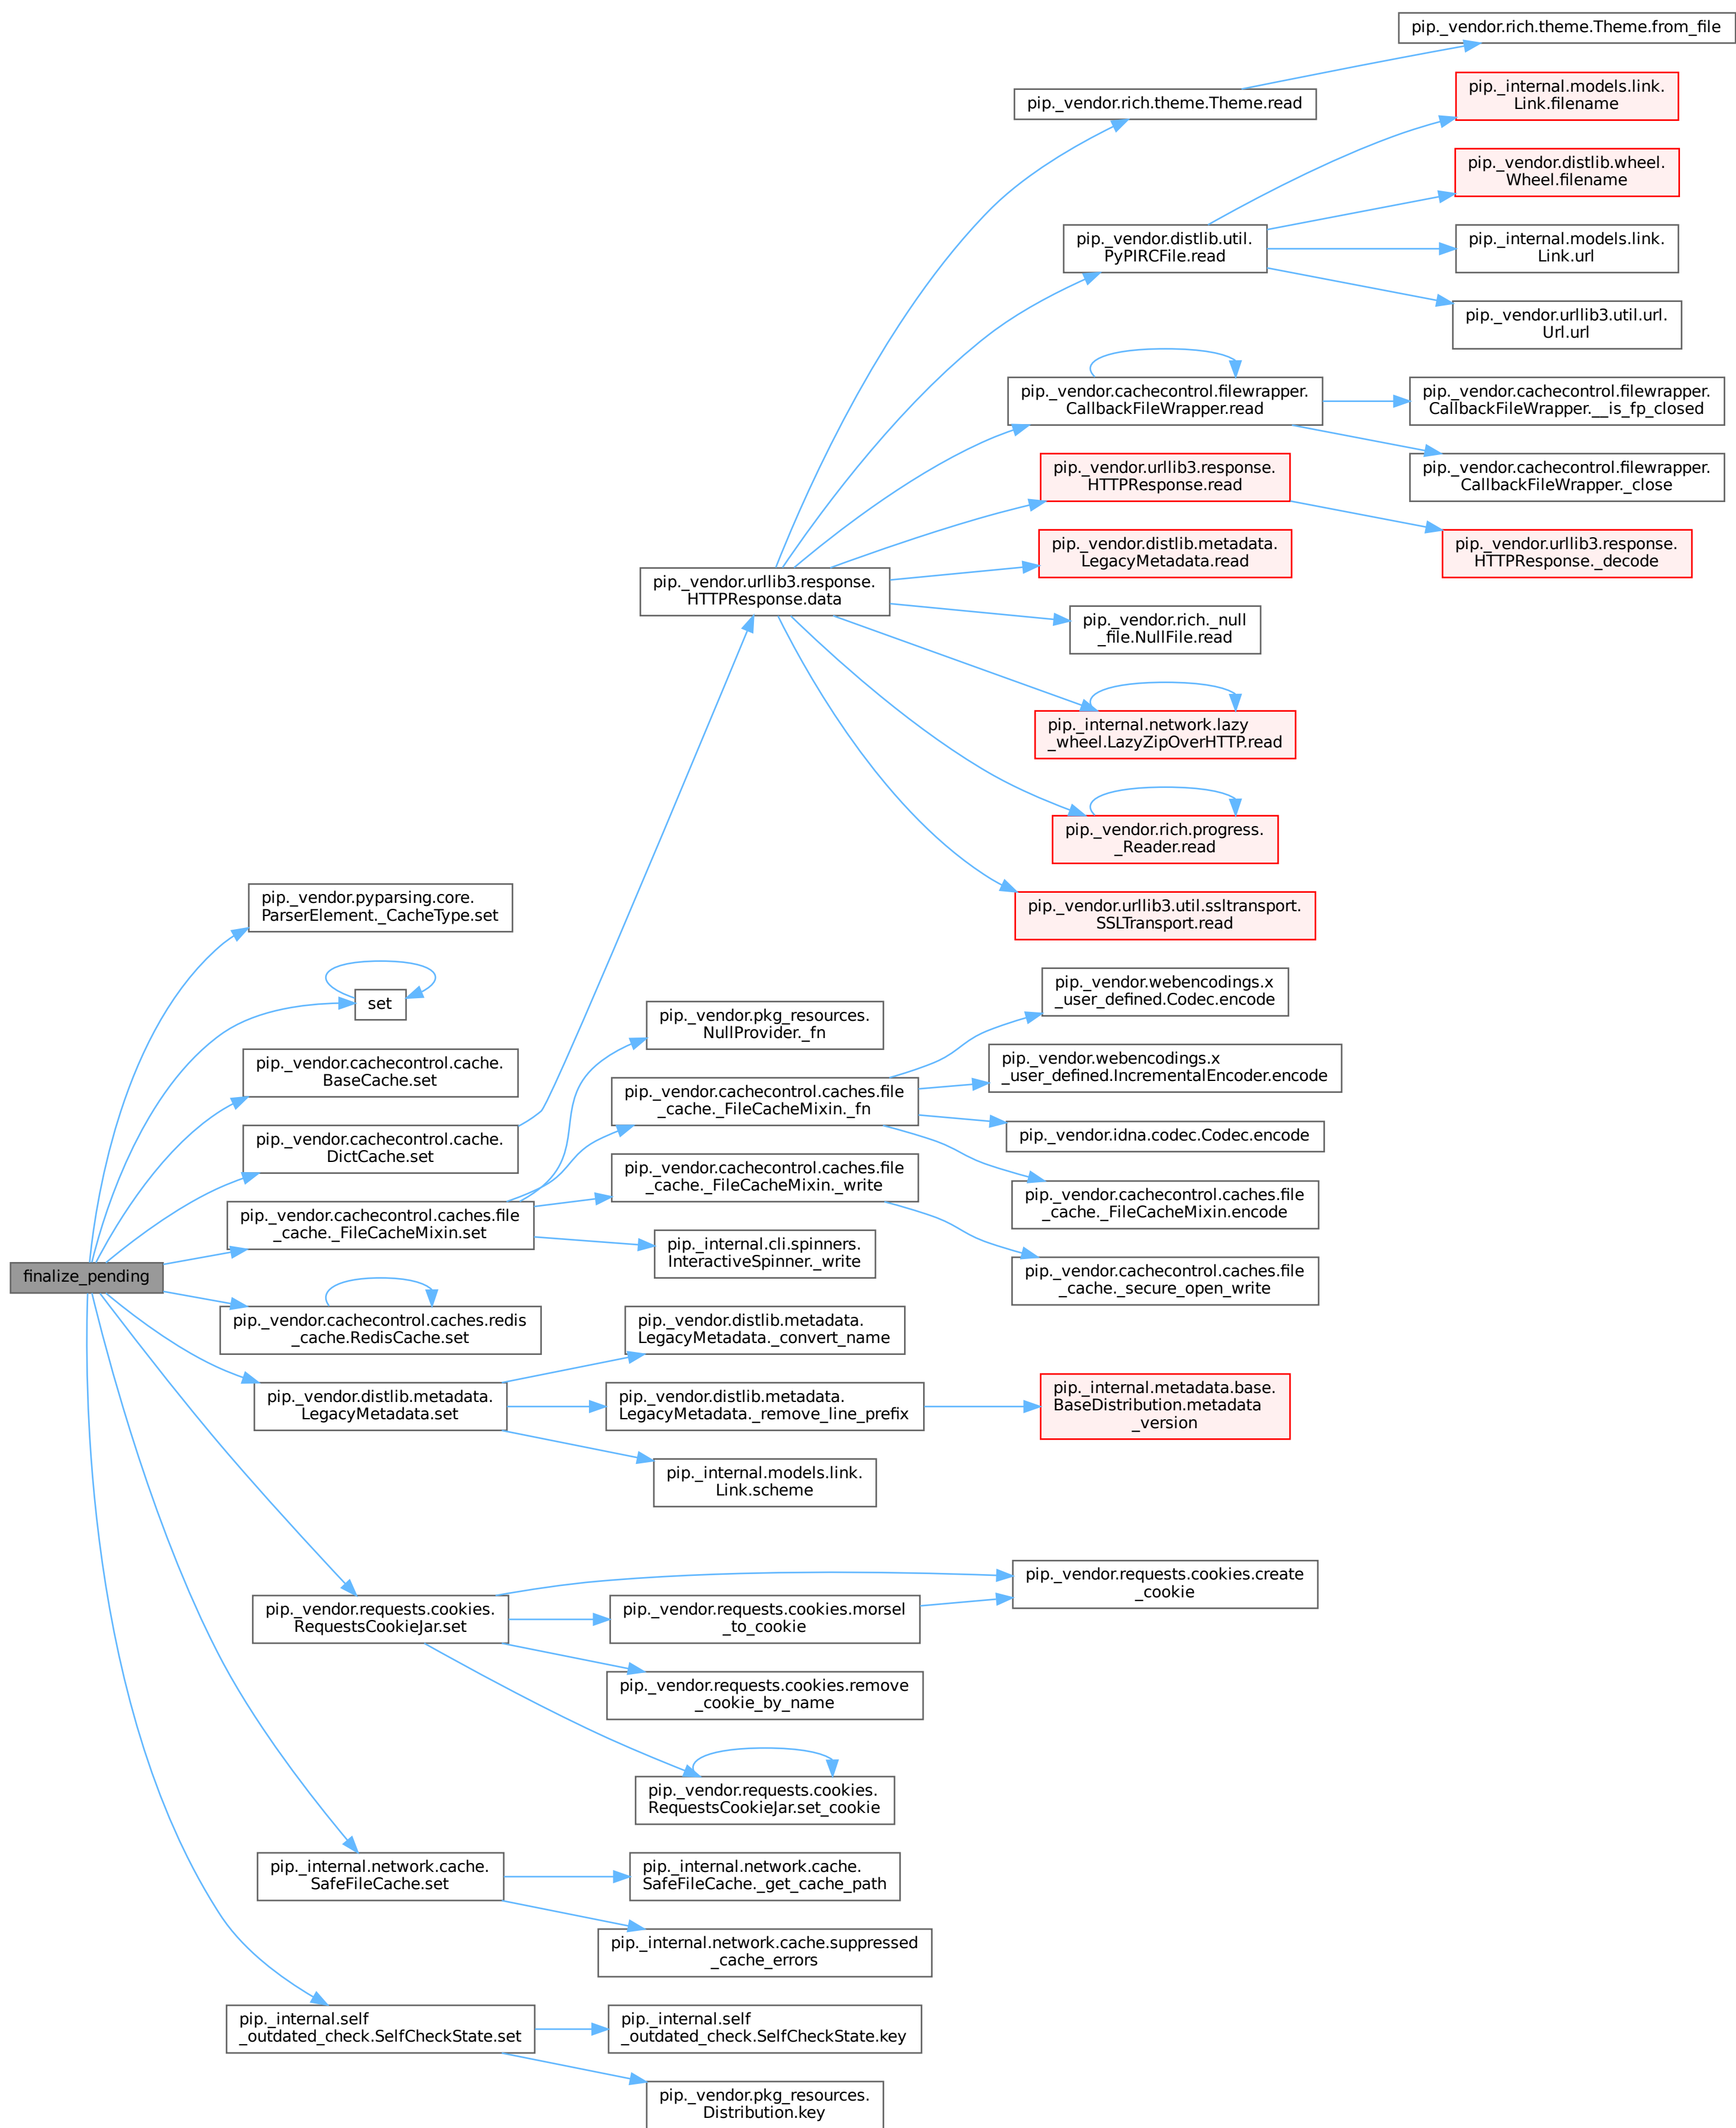 finalize_pending
pip._vendor.pyparsing.core.
ParserElement._CacheType.set
set
pip._vendor.cachecontrol.cache.
BaseCache.set
pip._vendor.cachecontrol.cache.
DictCache.set
pip._vendor.cachecontrol.caches.file
_cache._FileCacheMixin.set
pip._vendor.cachecontrol.caches.redis
_cache.RedisCache.set
pip._vendor.distlib.metadata.
LegacyMetadata.set
pip._vendor.requests.cookies.
RequestsCookieJar.set
pip._internal.network.cache.
SafeFileCache.set
pip._internal.self
_outdated_check.SelfCheckState.set
pip._vendor.urllib3.response.
HTTPResponse.data
pip._vendor.pkg_resources.
NullProvider._fn
pip._vendor.cachecontrol.caches.file
_cache._FileCacheMixin._fn
pip._vendor.cachecontrol.caches.file
_cache._FileCacheMixin._write
pip._internal.cli.spinners.
InteractiveSpinner._write
pip._vendor.distlib.metadata.
LegacyMetadata._convert_name
pip._vendor.distlib.metadata.
LegacyMetadata._remove_line_prefix
pip._internal.models.link.
Link.scheme
pip._vendor.requests.cookies.morsel
_to_cookie
pip._vendor.requests.cookies.remove
_cookie_by_name
pip._vendor.requests.cookies.
RequestsCookieJar.set_cookie
pip._internal.network.cache.
SafeFileCache._get_cache_path
pip._internal.network.cache.suppressed
_cache_errors
pip._internal.self
_outdated_check.SelfCheckState.key
pip._vendor.pkg_resources.
Distribution.key
pip._vendor.rich.theme.Theme.read
pip._vendor.distlib.util.
PyPIRCFile.read
pip._vendor.cachecontrol.filewrapper.
CallbackFileWrapper.read
pip._vendor.urllib3.response.
HTTPResponse.read
pip._vendor.distlib.metadata.
LegacyMetadata.read
pip._vendor.rich._null
_file.NullFile.read
pip._internal.network.lazy
_wheel.LazyZipOverHTTP.read
pip._vendor.rich.progress.
_Reader.read
pip._vendor.urllib3.util.ssltransport.
SSLTransport.read
pip._vendor.webencodings.x
_user_defined.Codec.encode
pip._vendor.webencodings.x
_user_defined.IncrementalEncoder.encode
pip._vendor.idna.codec.Codec.encode
pip._vendor.cachecontrol.caches.file
_cache._FileCacheMixin.encode
pip._vendor.cachecontrol.caches.file
_cache._secure_open_write
pip._internal.metadata.base.
BaseDistribution.metadata
_version
pip._vendor.requests.cookies.create
_cookie
pip._vendor.rich.theme.Theme.from_file
pip._internal.models.link.
Link.filename
pip._vendor.distlib.wheel.
Wheel.filename
pip._internal.models.link.
Link.url
pip._vendor.urllib3.util.url.
Url.url
pip._vendor.cachecontrol.filewrapper.
CallbackFileWrapper.__is_fp_closed
pip._vendor.cachecontrol.filewrapper.
CallbackFileWrapper._close
pip._vendor.urllib3.response.
HTTPResponse._decode